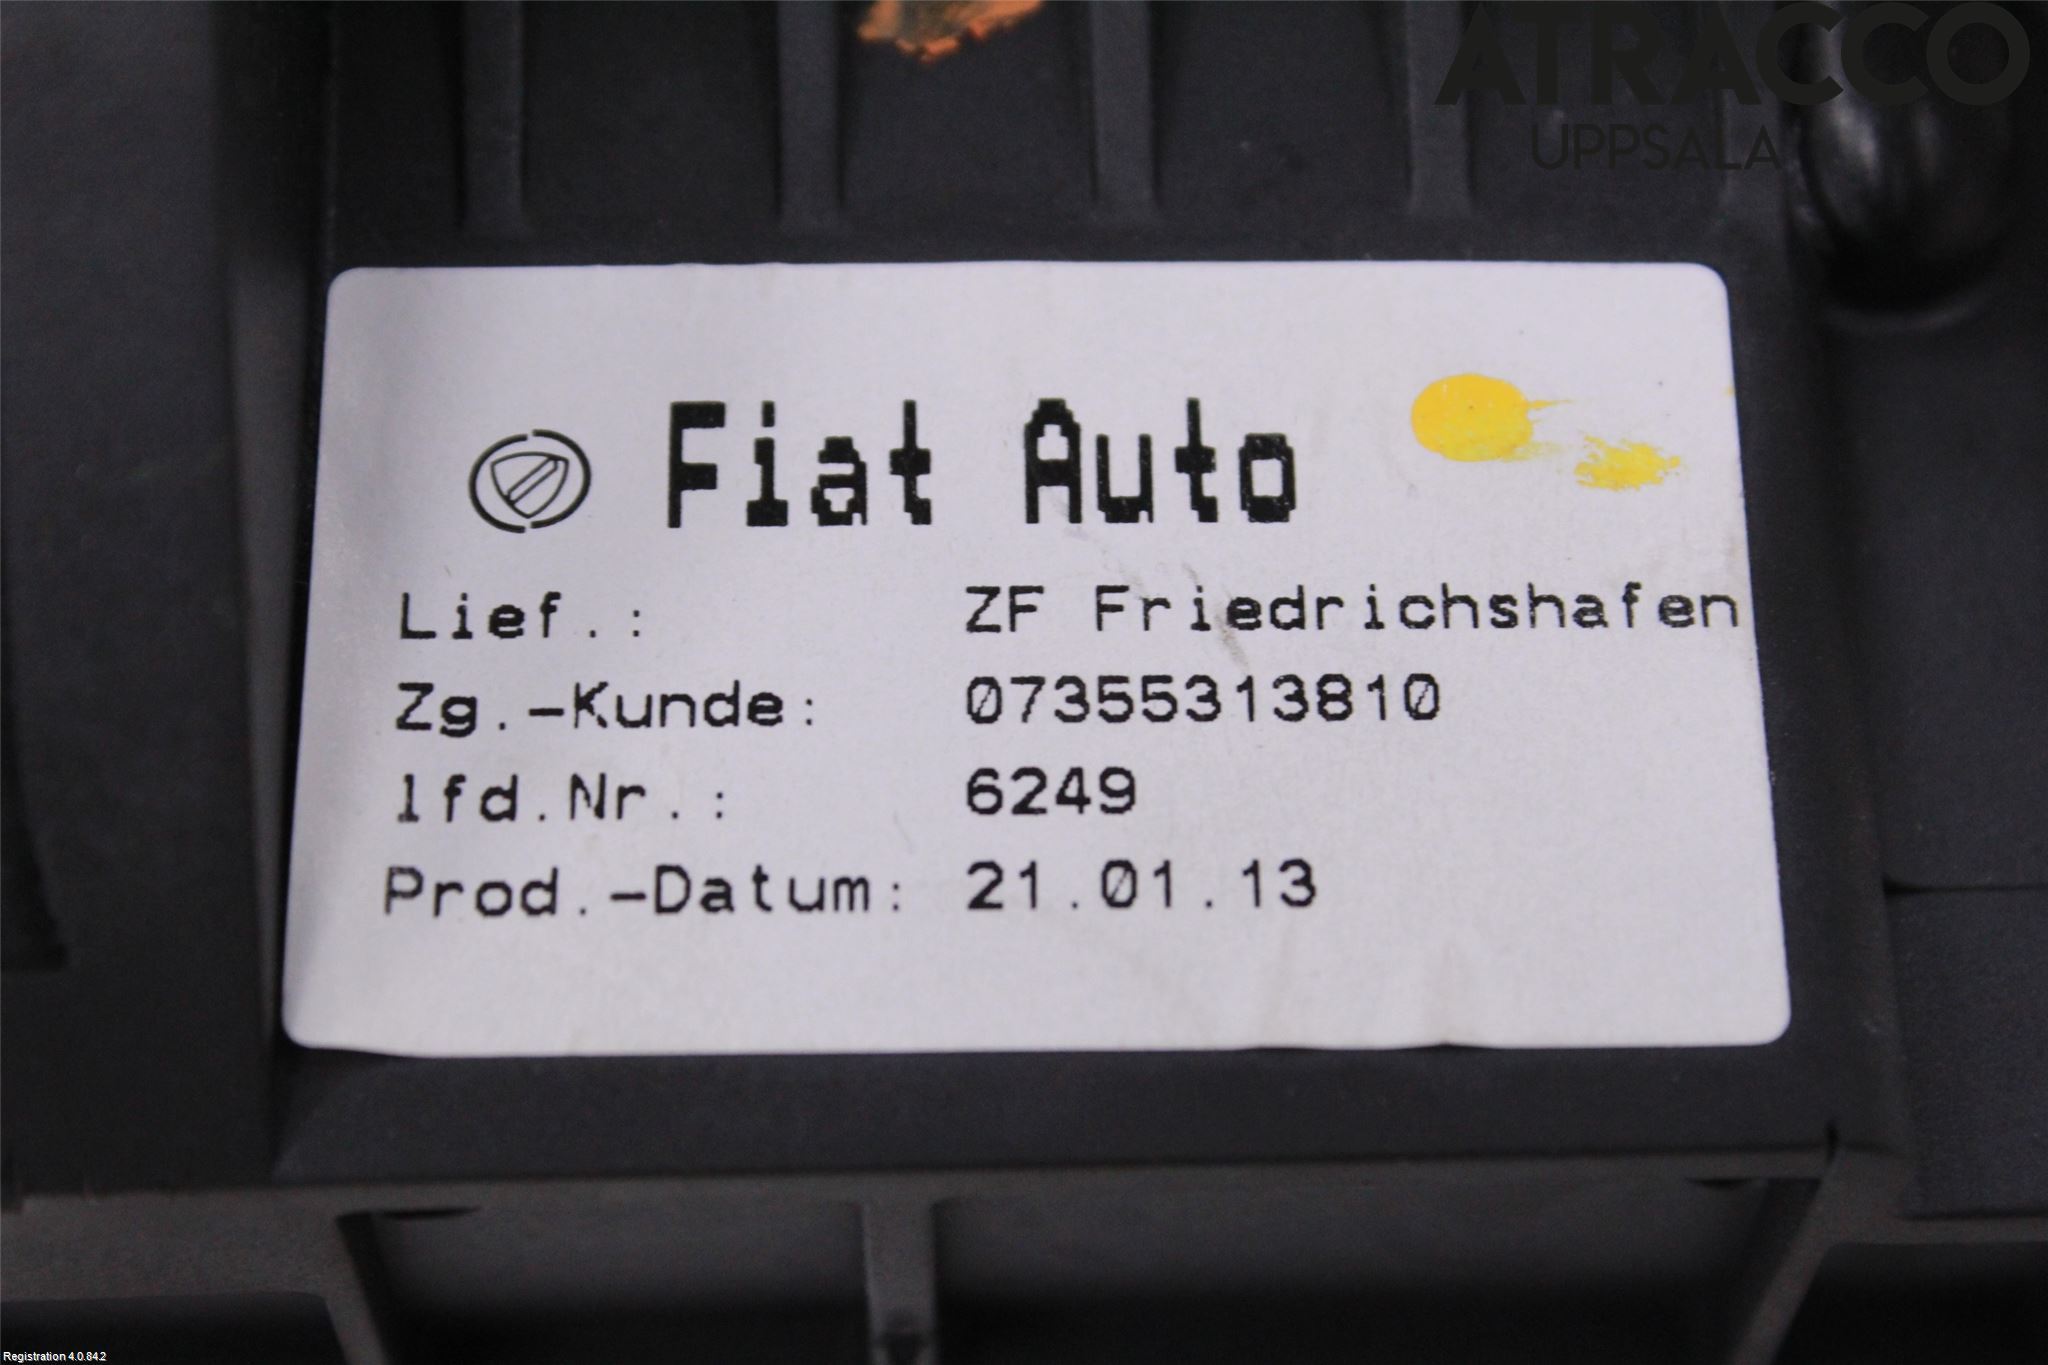 ATRACCO
UPPSALA
Fiat Auto
Lief.: ZF Friedrichshafen
Zg.-Kunde: 07355313810
lfd.Nr.: 6249
Prod.-Datum: 21.01.13
Registration 4.0.84.2